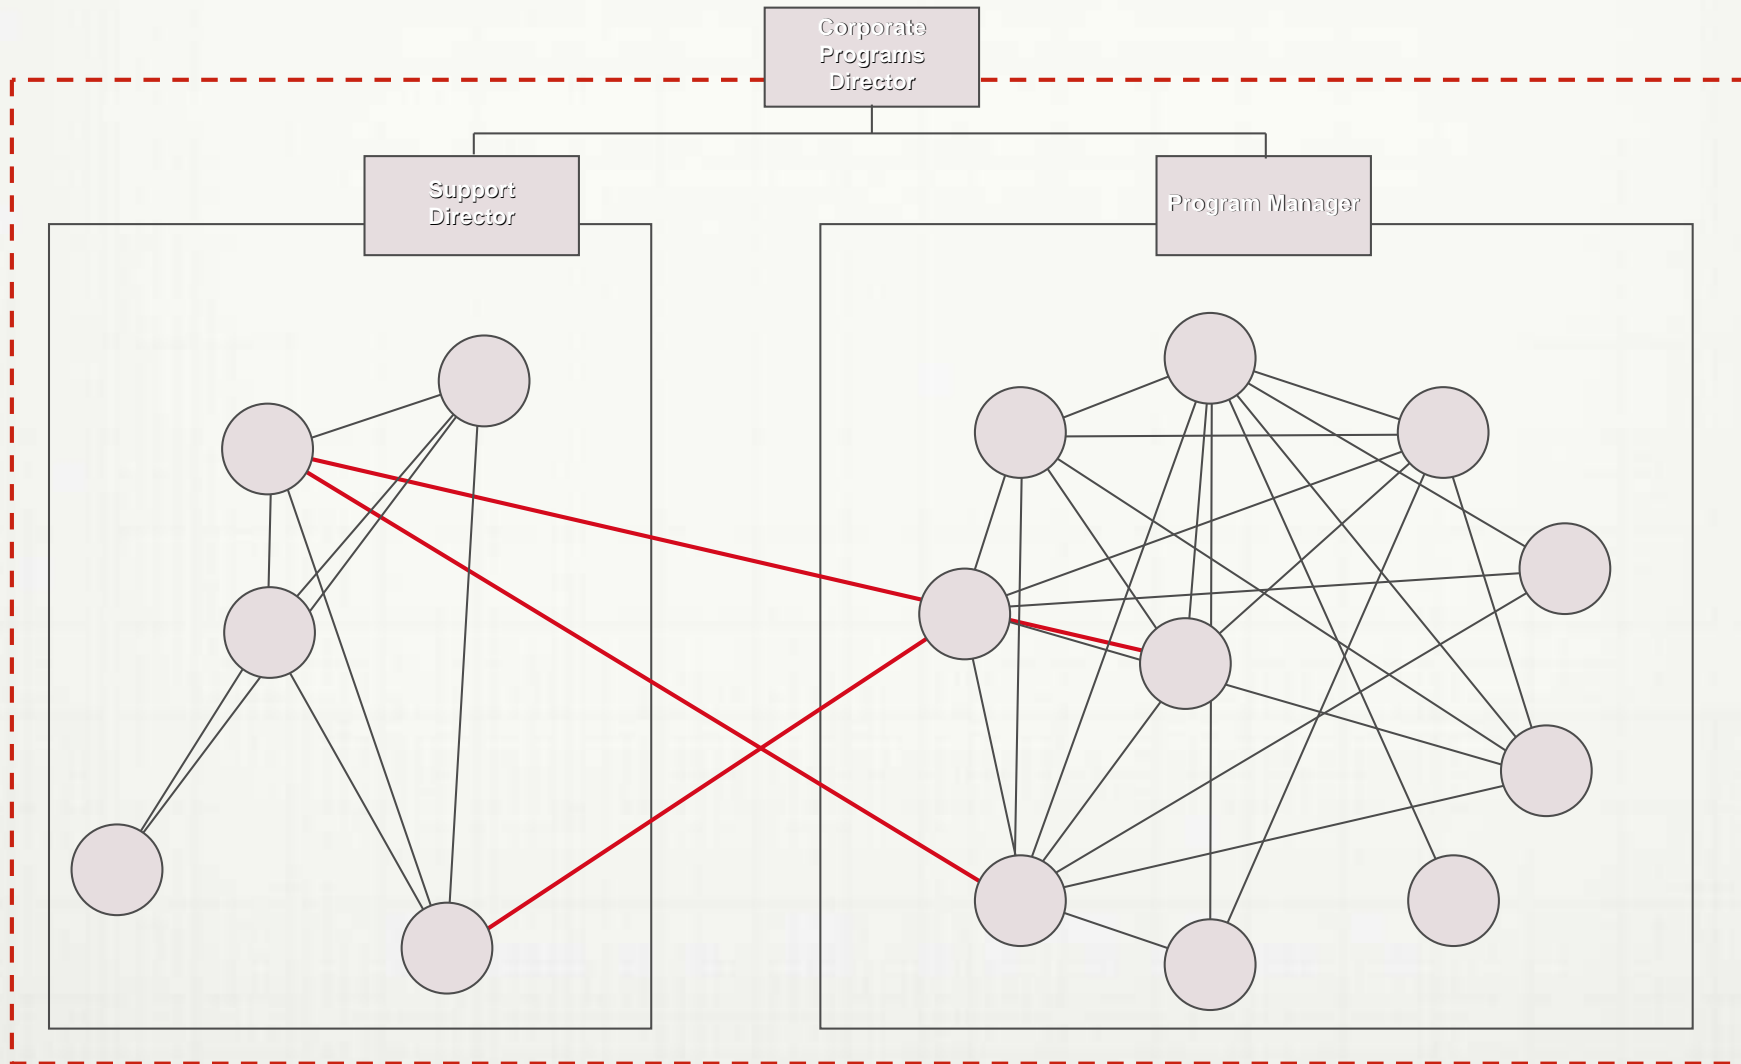 Corporate
Programs
Director
Support
Director
Program Manager